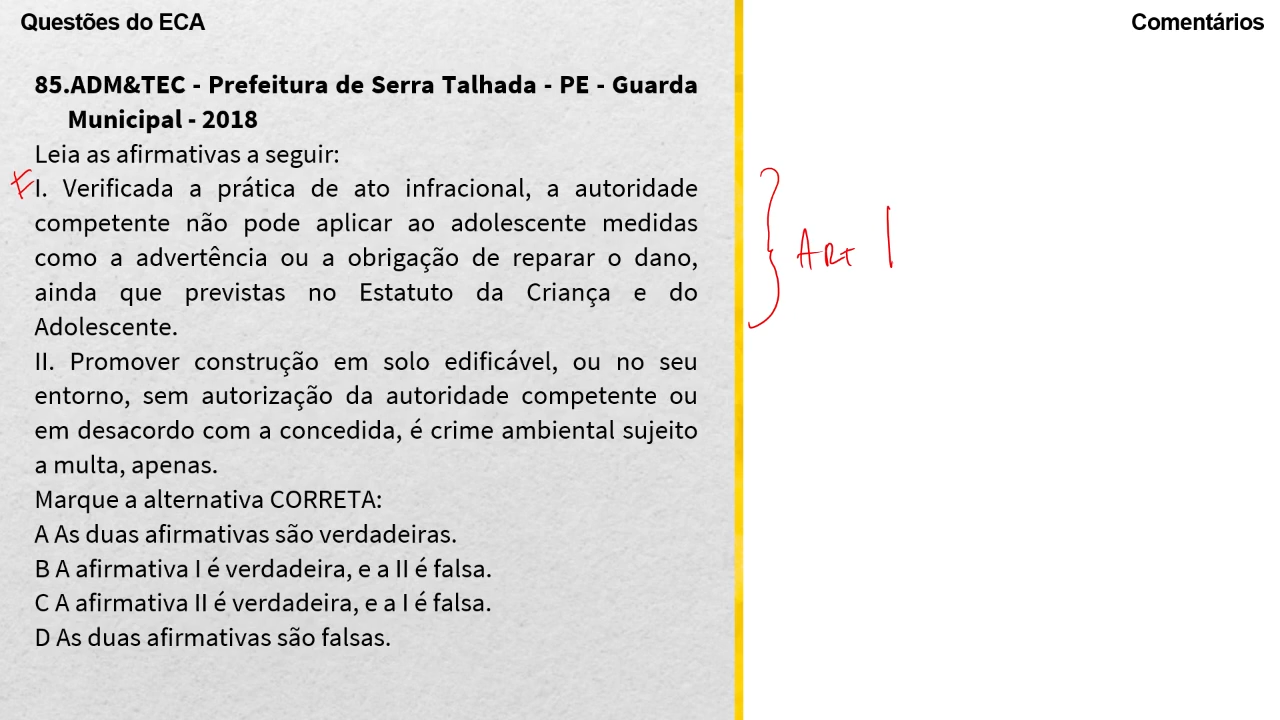 Questões do ECA
Comentários
85.ADM&TEC - Prefeitura de Serra Talhada - PE - Guarda
Municipal - 2018
Leia as afirmativas a seguir:
I. Verificada a prática de ato infracional, a autoridade
competente não pode aplicar ao adolescente medidas
como a advertência ou a obrigação de reparar o dano,
ainda que previstas no Estatuto da Criança e do
Adolescente.
ART
II. Promover construção em solo edificável, ou no seu
entorno, sem autorização da autoridade competente ou
em desacordo com a concedida, é crime ambiental sujeito
a multa, apenas.
Marque a alternativa CORRETA:
A As duas afirmativas são verdadeiras.
B A afirmativa I é verdadeira, e a II é falsa.
C A afirmativa II é verdadeira, e a I é falsa.
D As duas afirmativas são falsas.